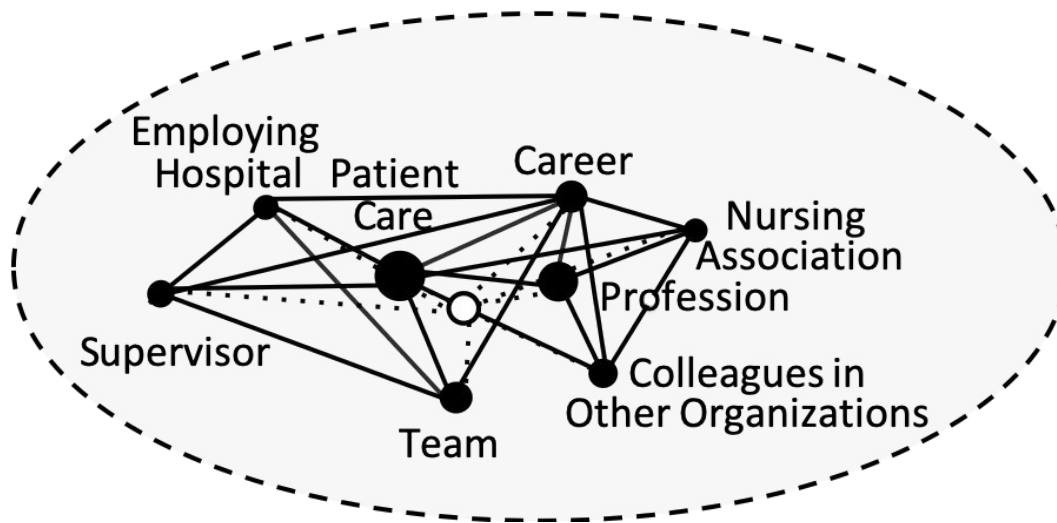 Employing
Hospital
Patient
Care
Career
Nursing
Association
Profession
Supervisor
Colleagues in
Other Organizations
Team